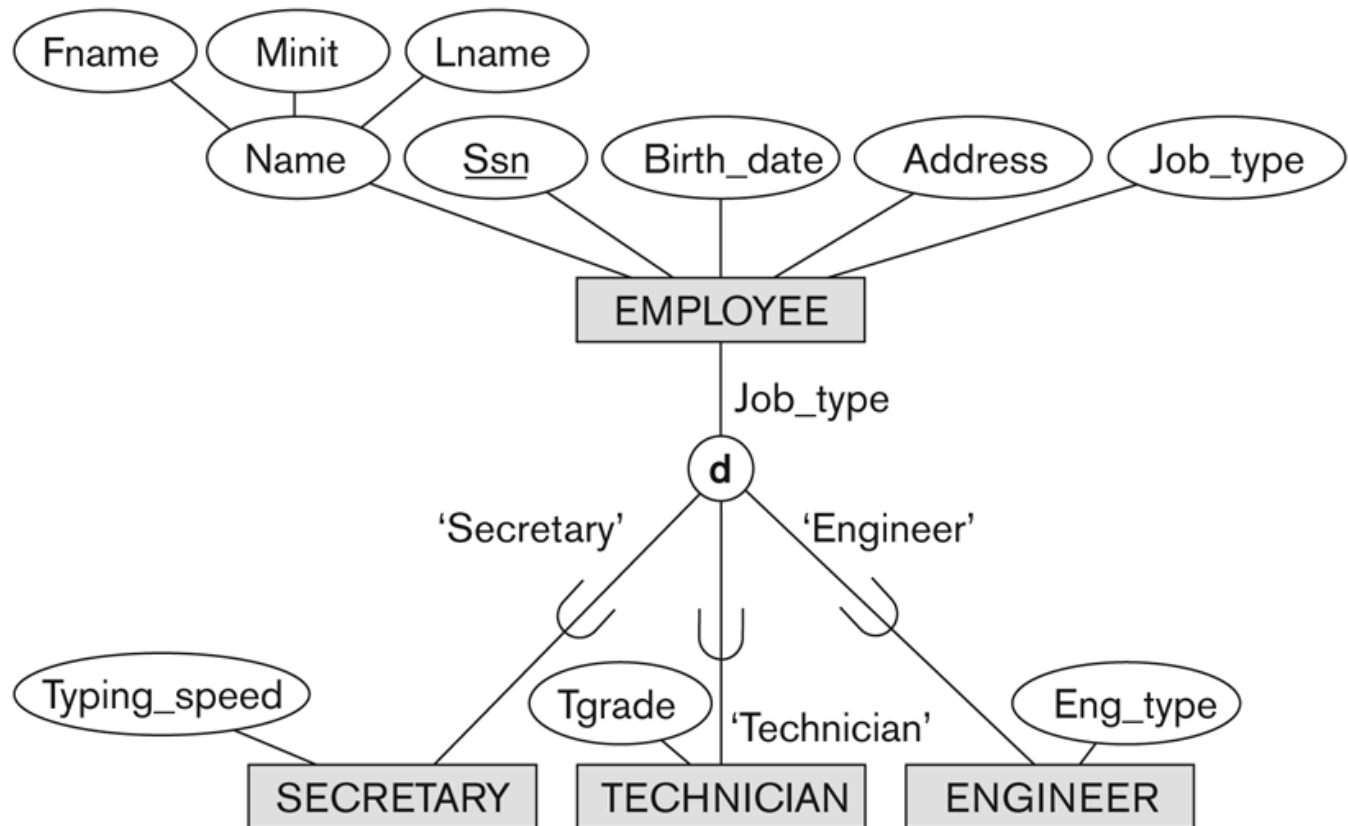 Fname
Minit
Lname
Name
Ssn
Birth_date
Address
Job_type
EMPLOYEE
Job_type
d
‘Secretary’
‘Engineer’
Typing_speed
Tgrade
‘Technician’
Eng_type
SECRETARY
TECHNICIAN
ENGINEER